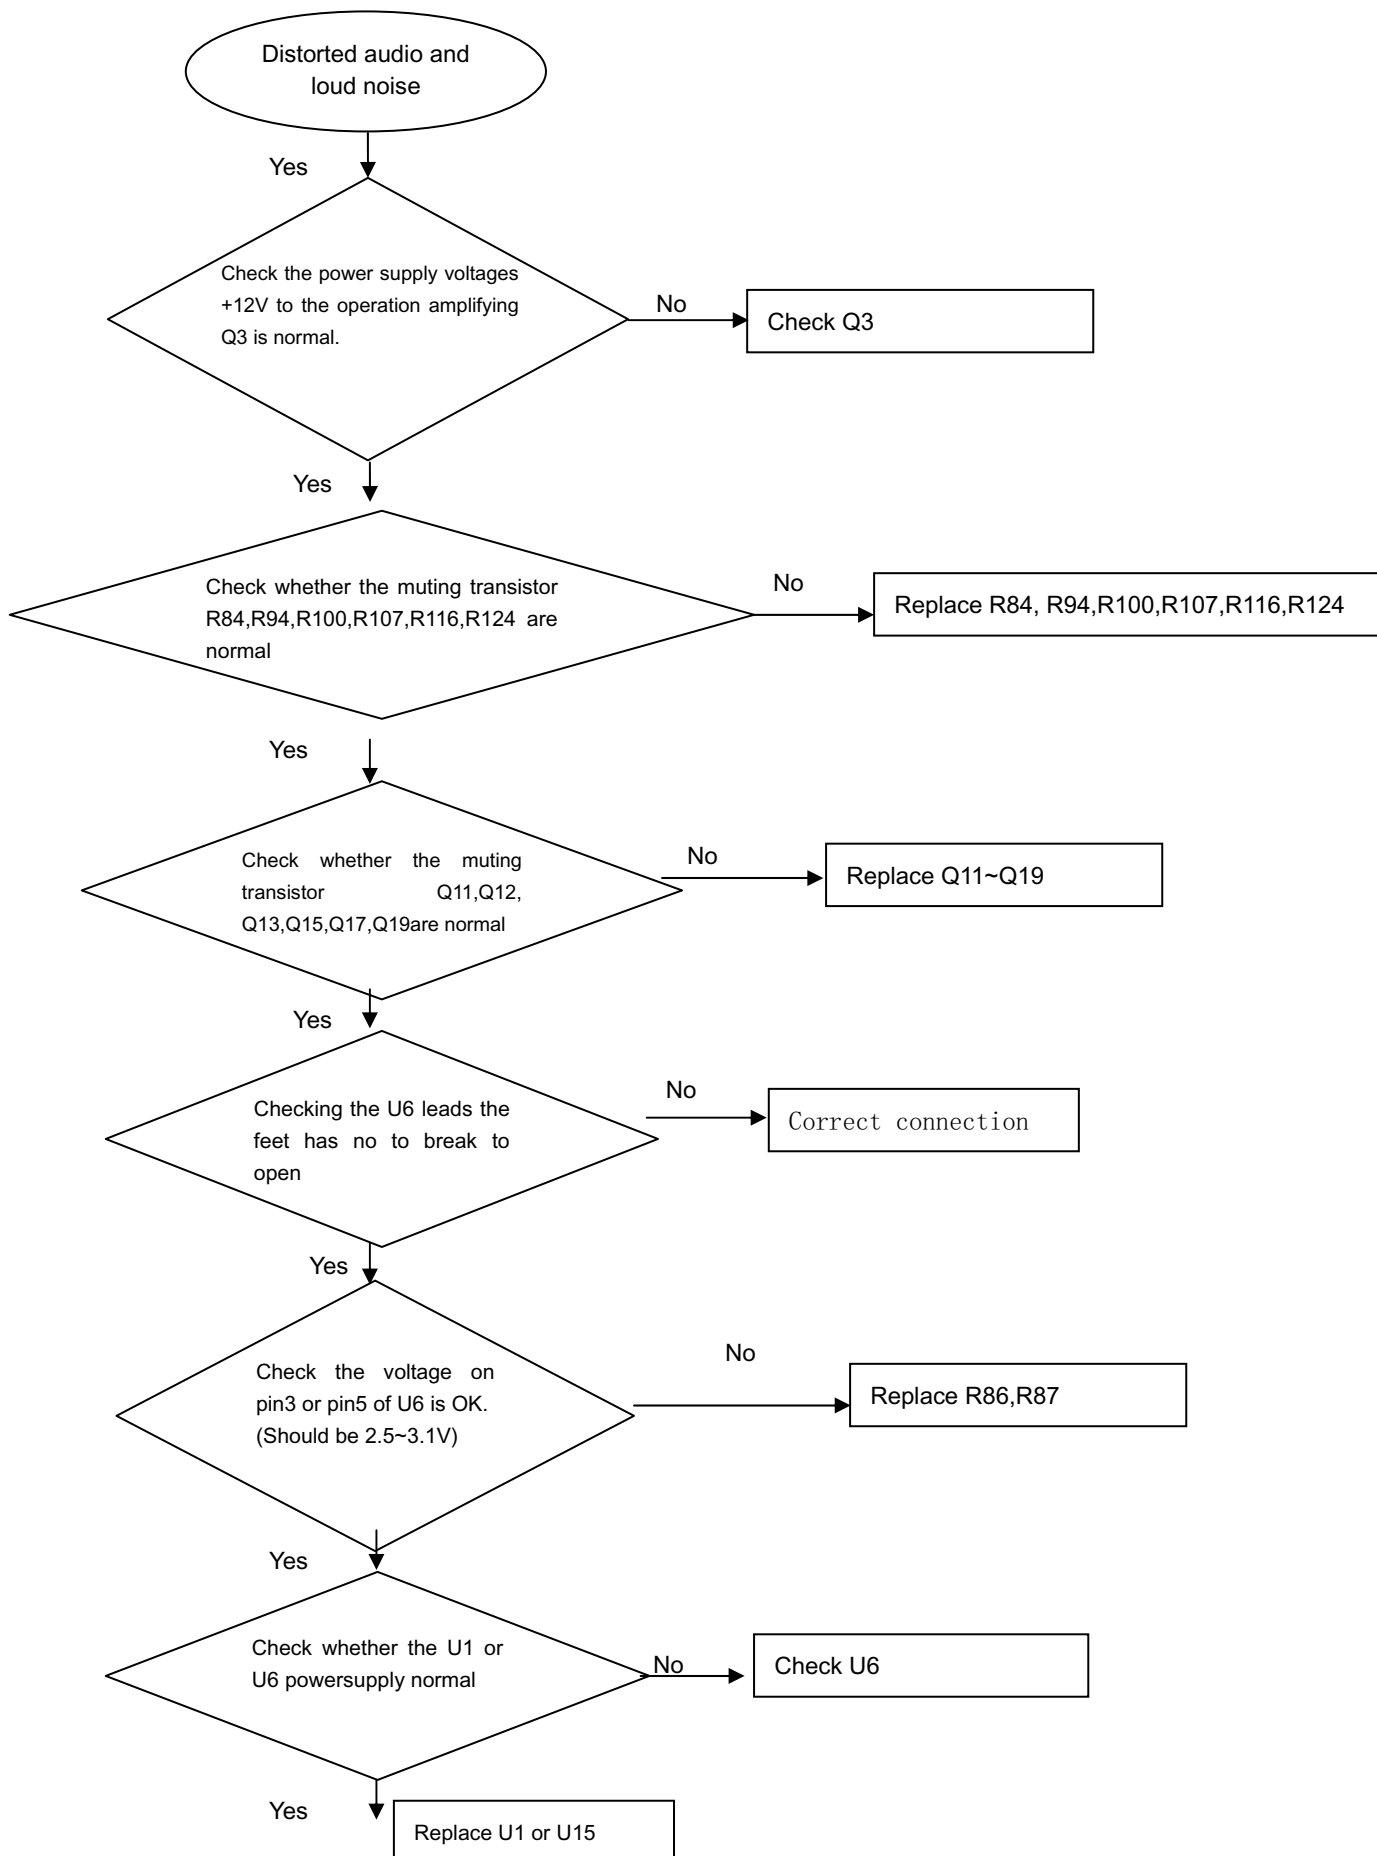 Distorted audio and
loud noise
Yes
Check the power supply voltages
+12V to the operation amplifying
Q3 is normal.
No
Check Q3
Yes
Check whether the muting transistor
R84,R94,R100,R107,R116,R124 are
normal
No
Replace R84, R94,R100,R107,R116,R124
Yes
Check whether the muting
transistor Q11,Q12,
Q13,Q15,Q17,Q19are normal
No
Replace Q11~Q19
Yes
Checking the U6 leads the
feet has no to break to
open
No
Correct connection
Yes
Check the voltage on
pin3 or pin5 of U6 is OK.
(Should be 2.5~3.1V)
No
Replace R86,R87
Yes
Check whether the U1 or
U6 powersupply normal
No
Check U6
Yes
Replace U1 or U15